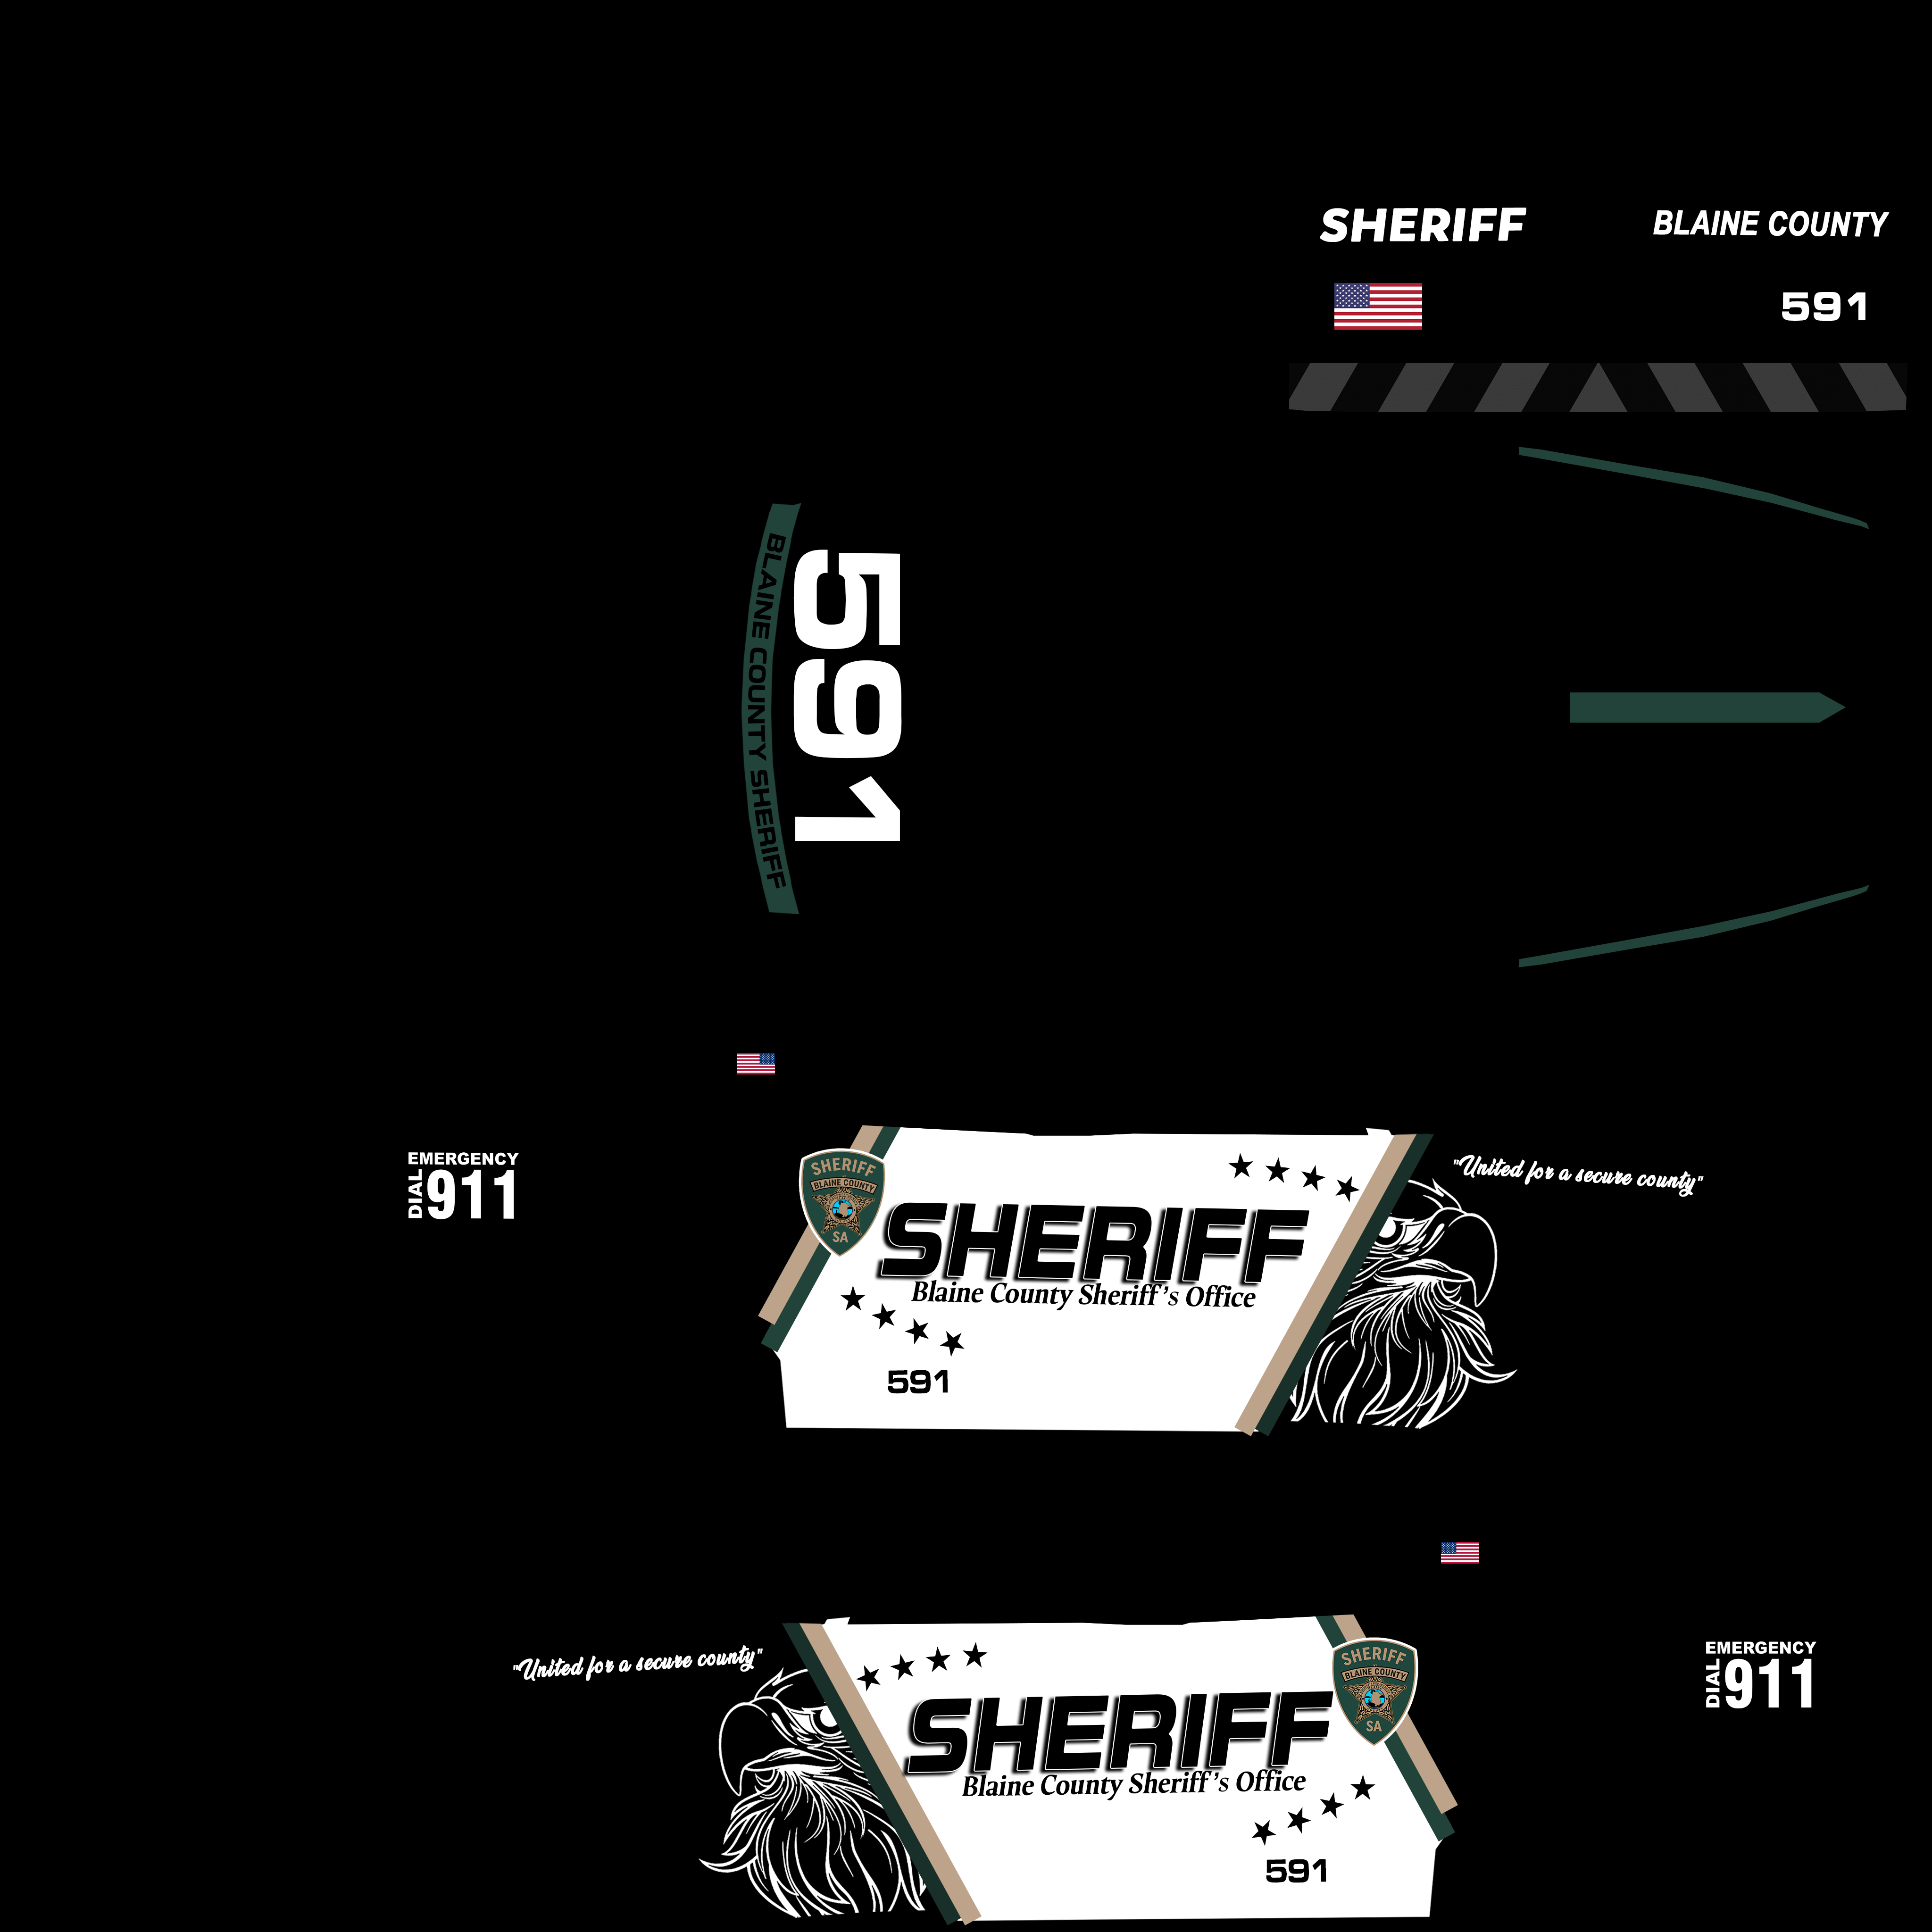 SHERIFF
BLAINE COUNTY
591
BLAINE COUNTY SHERIFF
591
EMERGENCY
DIAL 911
SHERIFF
BLAINE COUNTY
SA
SHERIFF
Blaine County Sheriff's Office
591
"United for a secure county"
"United for a secure county"
SHERIFF
Blaine County Sheriff's Office
591
SHERIFF
BLAINE COUNTY
SA
EMERGENCY
DIAL 911